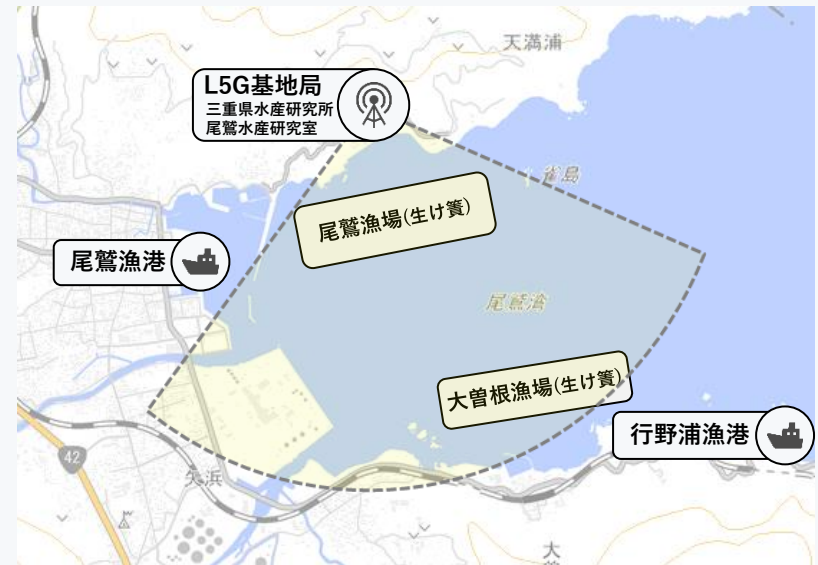 天満浦
L5G基地局
三重県水産研究所
尾鷲水産研究室
雀島
尾鷲漁場(生け簀)
尾鷲漁港
尾鷲湾
大曽根漁場(生け簀)
行野浦漁港
42
矢浜
大